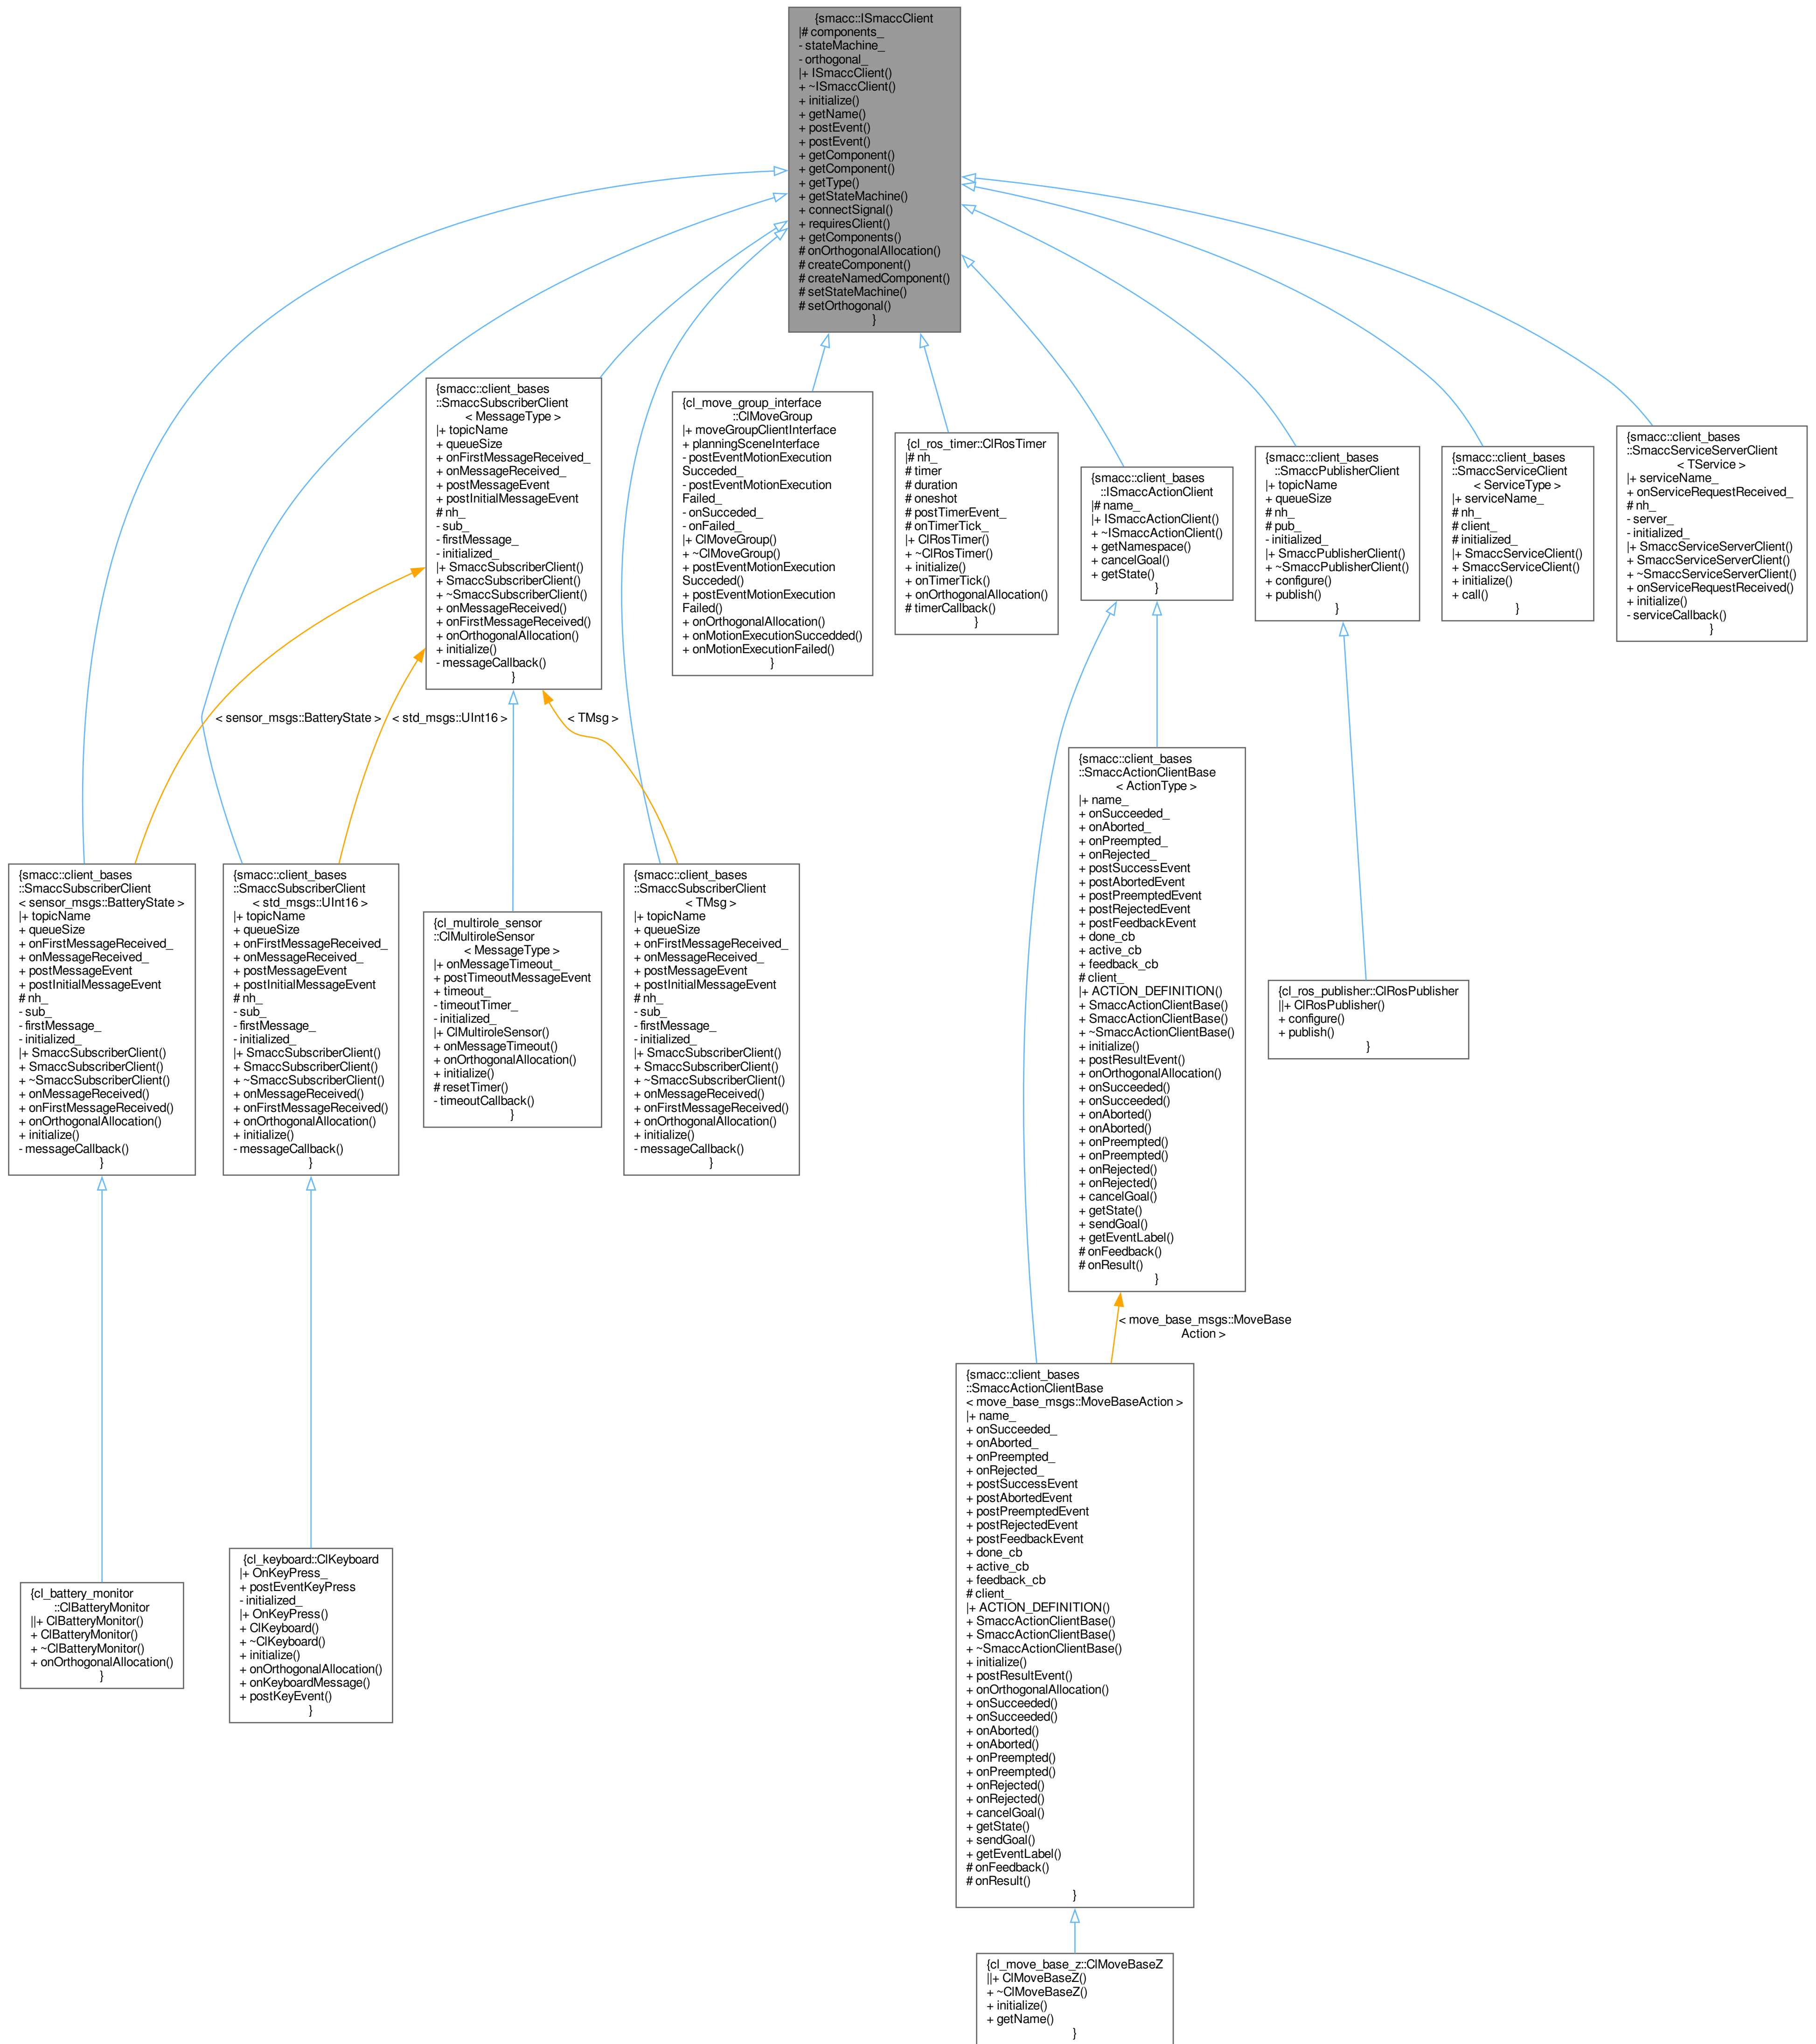 {smacc::ISmaccClient
|# components_
- stateMachine_
- orthogonal_
|+ ISmaccClient()
+ ~ISmaccClient()
+ initialize()
+ getName()
+ postEvent()
+ postEvent()
+ getComponent()
+ getComponent()
+ getType()
+ getStateMachine()
+ connectSignal()
+ requiresClient()
+ getComponents()
# onOrthogonalAllocation()
# createComponent()
# createNamedComponent()
# setStateMachine()
# setOrthogonal()
}
{smacc::client_bases
::SmaccSubscriberClient
< MessageType >
|+ topicName
+ queueSize
+ onFirstMessageReceived_
+ onMessageReceived_
+ postMessageEvent
+ postInitialMessageEvent
# nh_
- sub_
- firstMessage_
- initialized_
|+ SmaccSubscriberClient()
+ SmaccSubscriberClient()
+ ~SmaccSubscriberClient()
+ onMessageReceived()
+ onFirstMessageReceived()
+ onOrthogonalAllocation()
+ initialize()
- messageCallback()
}
{cl_move_group_interface
::ClMoveGroup
|+ moveGroupClientInterface
+ planningSceneInterface
- postEventMotionExecution
Succeded_
- postEventMotionExecution
Failed_
- onSucceded_
- onFailed_
|+ ClMoveGroup()
+ ~ClMoveGroup()
+ postEventMotionExecution
Succeded()
+ postEventMotionExecution
Failed()
+ onOrthogonalAllocation()
+ onMotionExecutionSuccedded()
+ onMotionExecutionFailed()
}
{cl_ros_timer::ClRosTimer
|# nh_
# timer
# duration
# oneshot
# postTimerEvent_
# onTimerTick_
|+ ClRosTimer()
+ ~ClRosTimer()
+ initialize()
+ onTimerTick()
+ onOrthogonalAllocation()
# timerCallback()
}
{smacc::client_bases
::ISmaccActionClient
|# name_
|+ ISmaccActionClient()
+ ~ISmaccActionClient()
+ getNamespace()
+ cancelGoal()
+ getState()
}
{smacc::client_bases
::SmaccPublisherClient
|+ topicName
+ queueSize
# nh_
# pub_
- initialized_
|+ SmaccPublisherClient()
+ ~SmaccPublisherClient()
+ configure()
+ publish()
}
{smacc::client_bases
::SmaccServiceClient
< ServiceType >
|+ serviceName_
# nh_
# client_
# initialized_
|+ SmaccServiceClient()
+ SmaccServiceClient()
+ initialize()
+ call()
}
{smacc::client_bases
::SmaccServiceServerClient
< TService >
|+ serviceName_
+ onServiceRequestReceived_
# nh_
- server_
- initialized_
|+ SmaccServiceServerClient()
+ SmaccServiceServerClient()
+ ~SmaccServiceServerClient()
+ onServiceRequestReceived()
+ initialize()
- serviceCallback()
}
< sensor_msgs::BatteryState >
< std_msgs::UInt16 >
< TMsg >
{smacc::client_bases
::SmaccSubscriberClient
< sensor_msgs::BatteryState >
|+ topicName
+ queueSize
+ onFirstMessageReceived_
+ onMessageReceived_
+ postMessageEvent
+ postInitialMessageEvent
# nh_
- sub_
- firstMessage_
- initialized_
|+ SmaccSubscriberClient()
+ SmaccSubscriberClient()
+ ~SmaccSubscriberClient()
+ onMessageReceived()
+ onFirstMessageReceived()
+ onOrthogonalAllocation()
+ initialize()
- messageCallback()
}
{smacc::client_bases
::SmaccSubscriberClient
< std_msgs::UInt16 >
|+ topicName
+ queueSize
+ onFirstMessageReceived_
+ onMessageReceived_
+ postMessageEvent
+ postInitialMessageEvent
# nh_
- sub_
- firstMessage_
- initialized_
|+ SmaccSubscriberClient()
+ SmaccSubscriberClient()
+ ~SmaccSubscriberClient()
+ onMessageReceived()
+ onFirstMessageReceived()
+ onOrthogonalAllocation()
+ initialize()
- messageCallback()
}
{cl_multirole_sensor
::ClMultiroleSensor
< MessageType >
|+ onMessageTimeout_
+ postTimeoutMessageEvent
+ timeout_
- timeoutTimer_
- initialized_
|+ ClMultiroleSensor()
+ onMessageTimeout()
+ onOrthogonalAllocation()
+ initialize()
# resetTimer()
- timeoutCallback()
}
{smacc::client_bases
::SmaccSubscriberClient
< TMsg >
|+ topicName
+ queueSize
+ onFirstMessageReceived_
+ onMessageReceived_
+ postMessageEvent
+ postInitialMessageEvent
# nh_
- sub_
- firstMessage_
- initialized_
|+ SmaccSubscriberClient()
+ SmaccSubscriberClient()
+ ~SmaccSubscriberClient()
+ onMessageReceived()
+ onFirstMessageReceived()
+ onOrthogonalAllocation()
+ initialize()
- messageCallback()
}
{smacc::client_bases
::SmaccActionClientBase
< ActionType >
|+ name_
+ onSucceeded_
+ onAborted_
+ onPreempted_
+ onRejected_
+ postSuccessEvent
+ postAbortedEvent
+ postPreemptedEvent
+ postRejectedEvent
+ postFeedbackEvent
+ done_cb
+ active_cb
+ feedback_cb
# client_
|+ ACTION_DEFINITION()
+ SmaccActionClientBase()
+ SmaccActionClientBase()
+ ~SmaccActionClientBase()
+ initialize()
+ postResultEvent()
+ onOrthogonalAllocation()
+ onSucceeded()
+ onSucceeded()
+ onAborted()
+ onAborted()
+ onPreempted()
+ onPreempted()
+ onRejected()
+ onRejected()
+ cancelGoal()
+ getState()
+ sendGoal()
+ getEventLabel()
# onFeedback()
# onResult()
}
{cl_ros_publisher::ClRosPublisher
||+ ClRosPublisher()
+ configure()
+ publish()
}
< move_base_msgs::MoveBase
Action >
{smacc::client_bases
::SmaccActionClientBase
< move_base_msgs::MoveBaseAction >
|+ name_
+ onSucceeded_
+ onAborted_
+ onPreempted_
+ onRejected_
+ postSuccessEvent
+ postAbortedEvent
+ postPreemptedEvent
+ postRejectedEvent
+ postFeedbackEvent
+ done_cb
+ active_cb
+ feedback_cb
# client_
|+ ACTION_DEFINITION()
+ SmaccActionClientBase()
+ SmaccActionClientBase()
+ ~SmaccActionClientBase()
+ initialize()
+ postResultEvent()
+ onOrthogonalAllocation()
+ onSucceeded()
+ onSucceeded()
+ onAborted()
+ onAborted()
+ onPreempted()
+ onPreempted()
+ onRejected()
+ onRejected()
+ cancelGoal()
+ getState()
+ sendGoal()
+ getEventLabel()
# onFeedback()
# onResult()
}
{cl_battery_monitor
::ClBatteryMonitor
||+ ClBatteryMonitor()
+ ClBatteryMonitor()
+ ~ClBatteryMonitor()
+ onOrthogonalAllocation()
}
{cl_keyboard::ClKeyboard
|+ OnKeyPress_
+ postEventKeyPress
- initialized_
|+ OnKeyPress()
+ ClKeyboard()
+ ~ClKeyboard()
+ initialize()
+ onOrthogonalAllocation()
+ onKeyboardMessage()
+ postKeyEvent()
}
{cl_move_base_z::ClMoveBaseZ
||+ ClMoveBaseZ()
+ ~ClMoveBaseZ()
+ initialize()
+ getName()
}